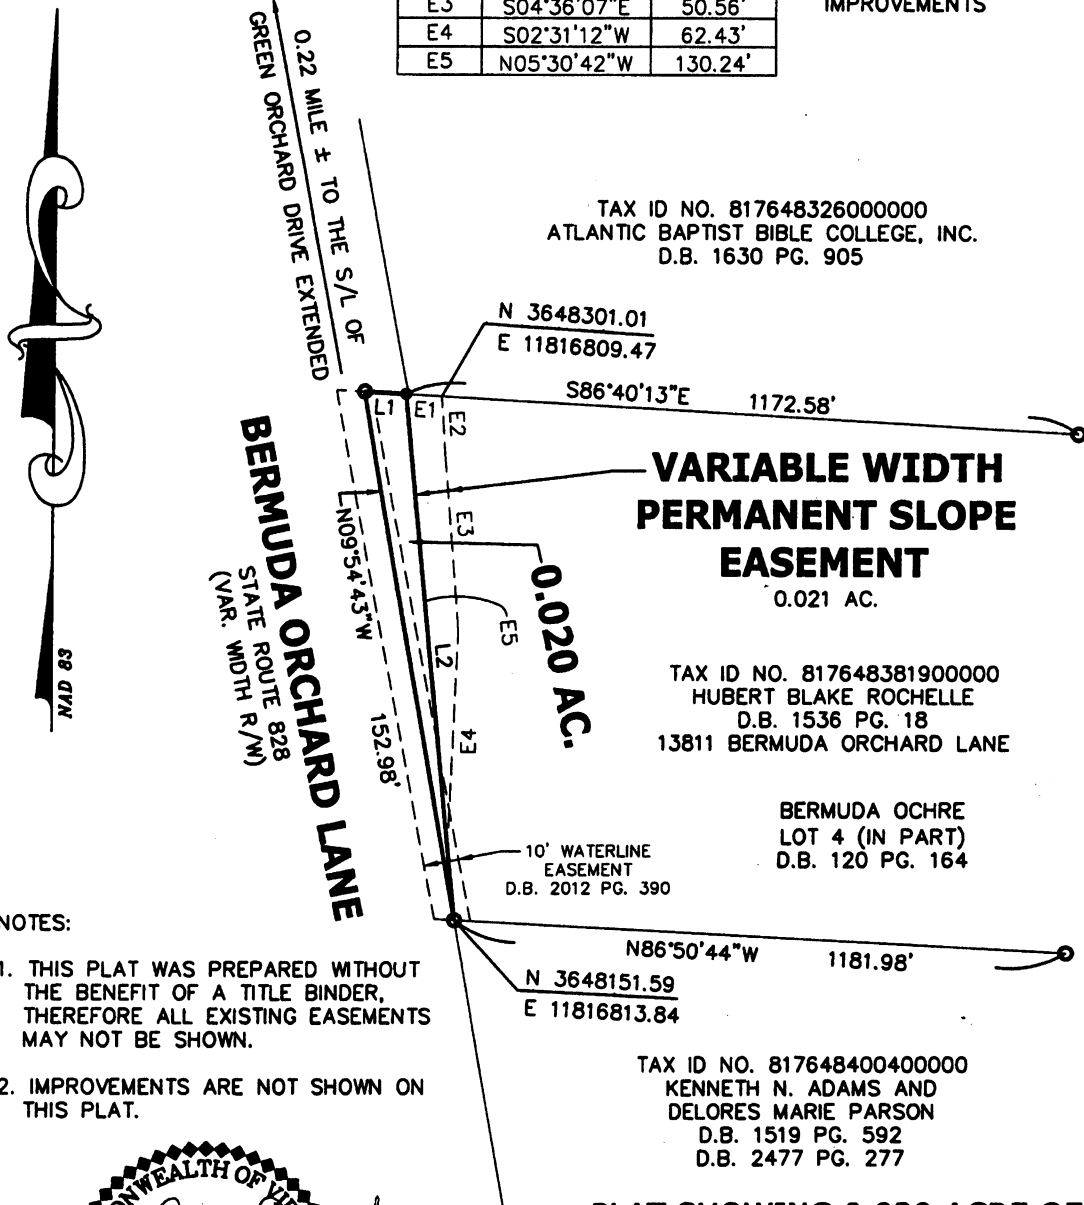 E3 S04°36'07"E 50.56'
IMPROVEMENTS
E4 S02°31'12"W 62.43'
E5 N05°30'42"W 130.24'
0.22 MILE ± TO THE S/L OF
GREEN ORCHARD DRIVE EXTENDED
TAX ID NO. 817648326000000
ATLANTIC BAPTIST BIBLE COLLEGE, INC.
D.B. 1630 PG. 905
N 3648301.01
E 11816809.47
S86°40'13"E 1172.58'
L1
E1
E2
VARIABLE WIDTH
PERMANENT SLOPE
EASEMENT
0.021 AC.
E3
N09°54'43"W
152.98'
BERMUDA ORCHARD LANE
STATE ROUTE 828
(VAR. WIDTH R/W)
0.020 AC.
E5
L2
E4
NAD 83
TAX ID NO. 817648381900000
HUBERT BLAKE ROCHELLE
D.B. 1536 PG. 18
13811 BERMUDA ORCHARD LANE
BERMUDA OCHRE
LOT 4 (IN PART)
D.B. 120 PG. 164
10' WATERLINE
EASEMENT
D.B. 2012 PG. 390
N86°50'44"W 1181.98'
N 3648151.59
E 11816813.84
NOTES:
1. THIS PLAT WAS PREPARED WITHOUT
THE BENEFIT OF A TITLE BINDER,
THEREFORE ALL EXISTING EASEMENTS
MAY NOT BE SHOWN.
2. IMPROVEMENTS ARE NOT SHOWN ON
THIS PLAT.
TAX ID NO. 817648400400000
KENNETH N. ADAMS AND
DELORES MARIE PARSON
D.B. 1519 PG. 592
D.B. 2477 PG. 277
WEALTH OF